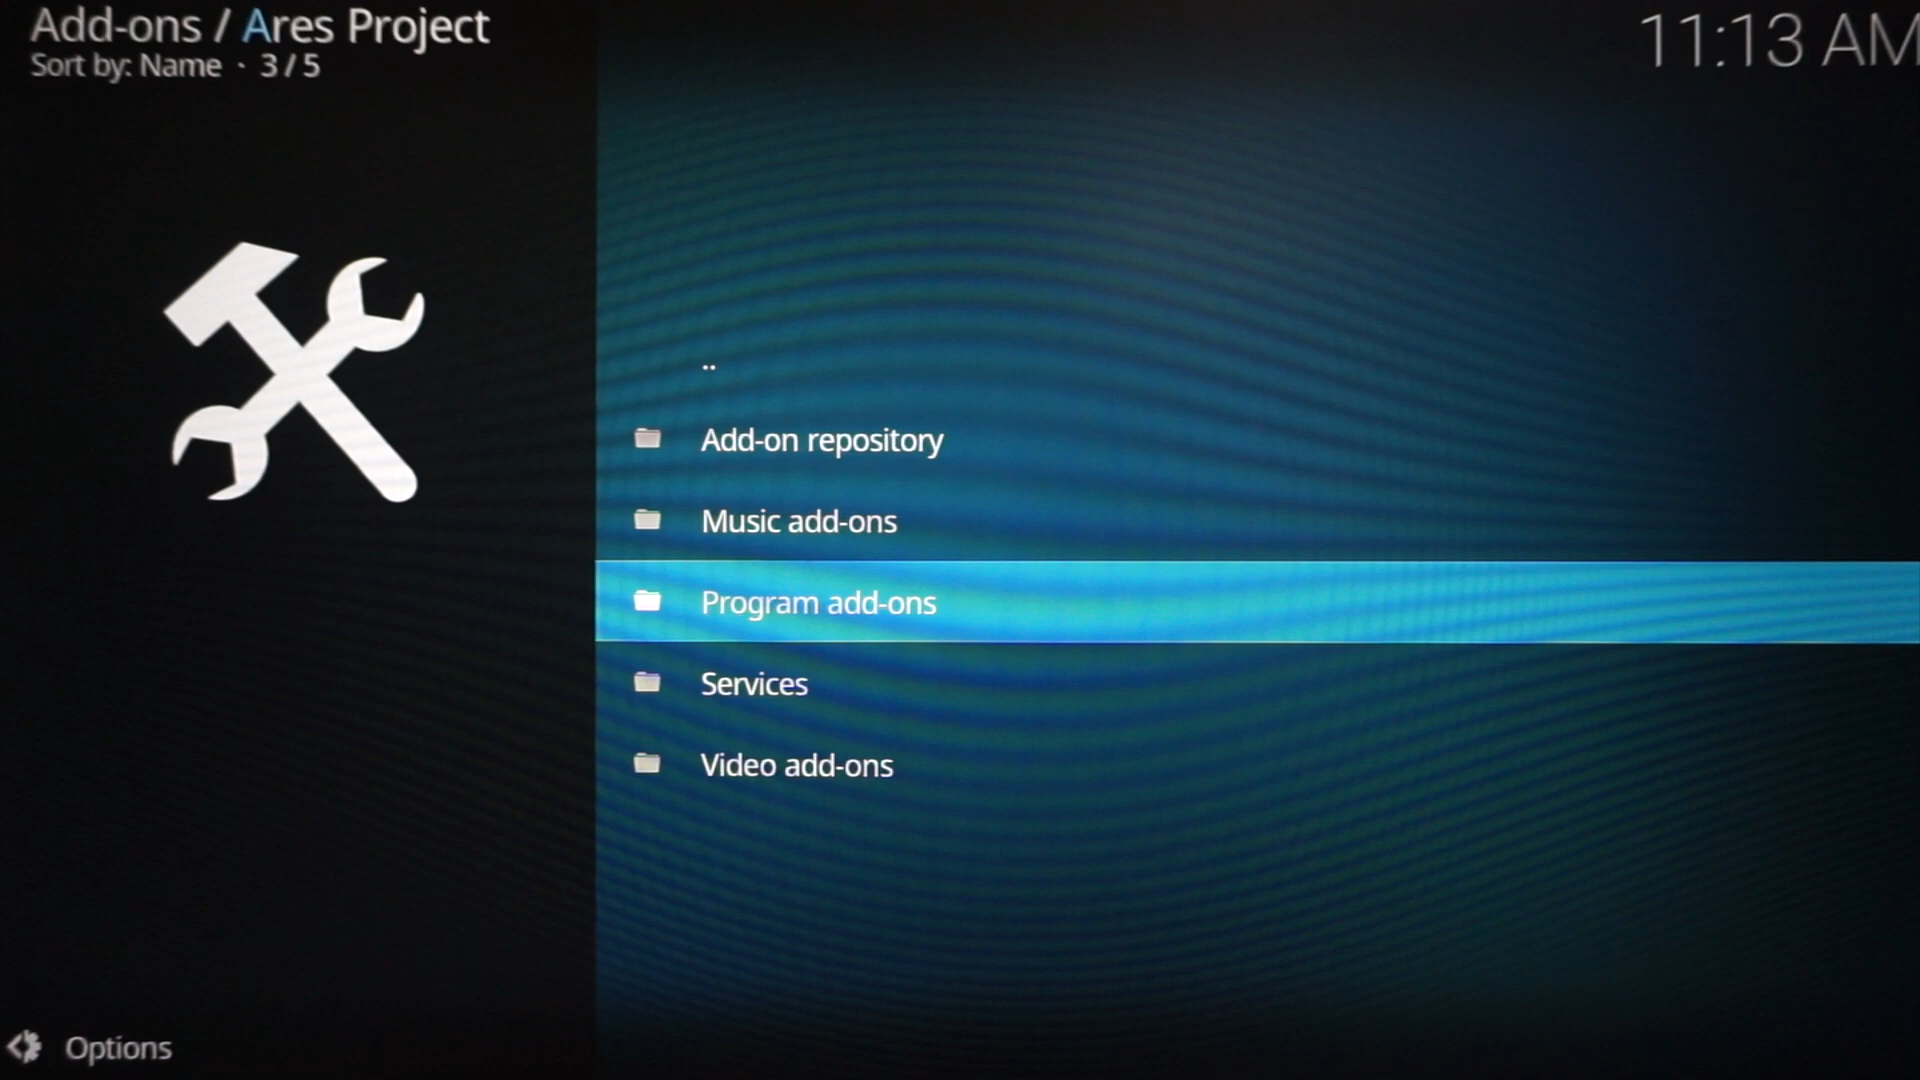 Add-ons / Ares Project
Sort by: Name · 3 / 5
11:13 AM
..
Add-on repository
Music add-ons
Program add-ons
Services
Video add-ons
Options